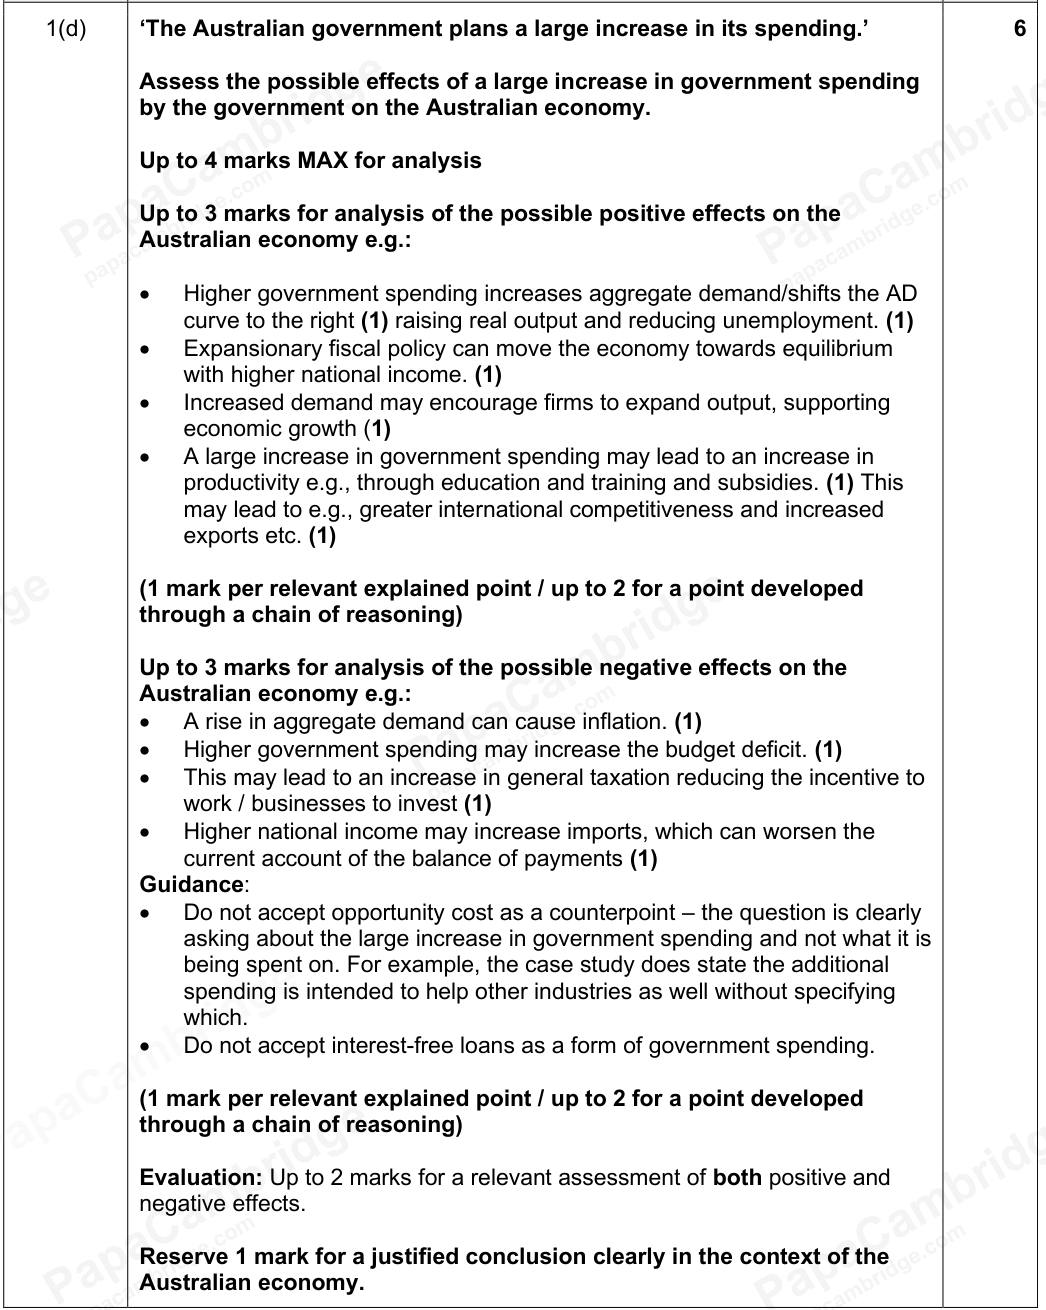 1(d)
‘The Australian government plans a large increase in its spending.’
6
Assess the possible effects of a large increase in government spending
by the government on the Australian economy.
Up to 4 marks MAX for analysis
Up to 3 marks for analysis of the possible positive effects on the
Australian economy e.g.:
• Higher government spending increases aggregate demand/shifts the AD
curve to the right (1) raising real output and reducing unemployment. (1)
• Expansionary fiscal policy can move the economy towards equilibrium
with higher national income. (1)
• Increased demand may encourage firms to expand output, supporting
economic growth (1)
• A large increase in government spending may lead to an increase in
productivity e.g., through education and training and subsidies. (1) This
may lead to e.g., greater international competitiveness and increased
exports etc. (1)
(1 mark per relevant explained point / up to 2 for a point developed
through a chain of reasoning)
Up to 3 marks for analysis of the possible negative effects on the
Australian economy e.g.:
• A rise in aggregate demand can cause inflation. (1)
• Higher government spending may increase the budget deficit. (1)
• This may lead to an increase in general taxation reducing the incentive to
work / businesses to invest (1)
• Higher national income may increase imports, which can worsen the
current account of the balance of payments (1)
Guidance:
• Do not accept opportunity cost as a counterpoint – the question is clearly
asking about the large increase in government spending and not what it is
being spent on. For example, the case study does state the additional
spending is intended to help other industries as well without specifying
which.
• Do not accept interest-free loans as a form of government spending.
(1 mark per relevant explained point / up to 2 for a point developed
through a chain of reasoning)
Evaluation: Up to 2 marks for a relevant assessment of both positive and
negative effects.
Reserve 1 mark for a justified conclusion clearly in the context of the
Australian economy.
PapaCambridge
papacambridge.com
PapaCambridge
papacambridge.com
PapaCambridge
papacambridge.com
PapaCambridge
papacambridge.com
PapaCambridge
papacambridge.com